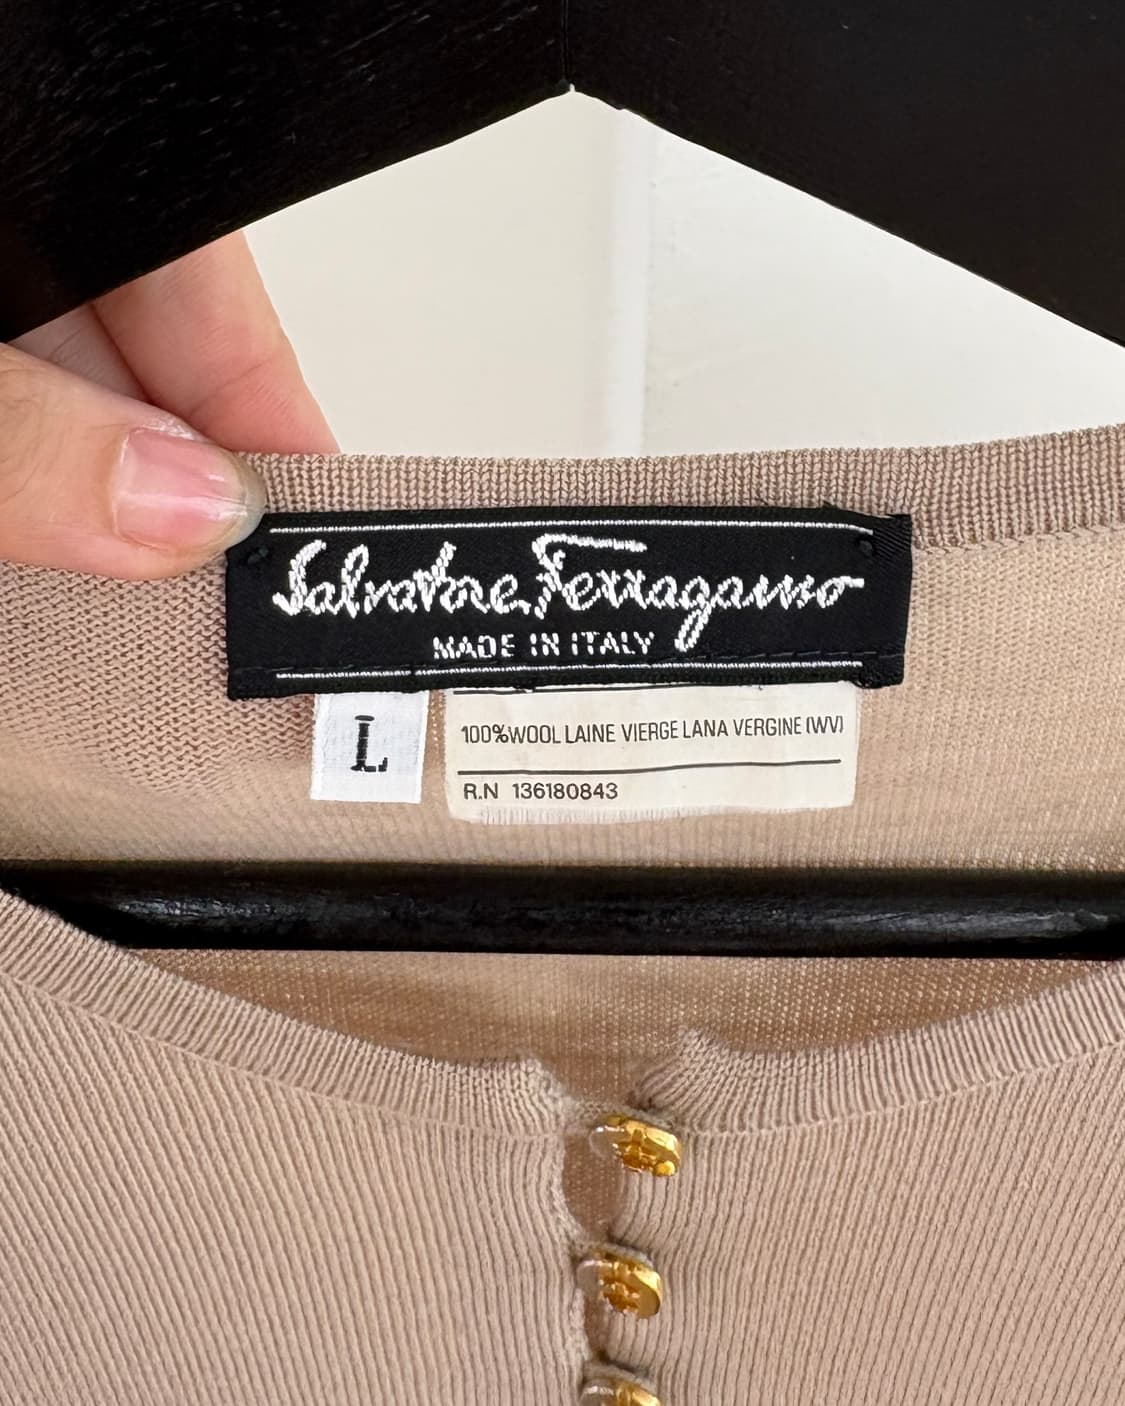 Salvatore Ferragamo
MADE IN ITALY
L
100%WOOL LAINE VIERGE LANA VERGINE (WV)
R.N 136180843